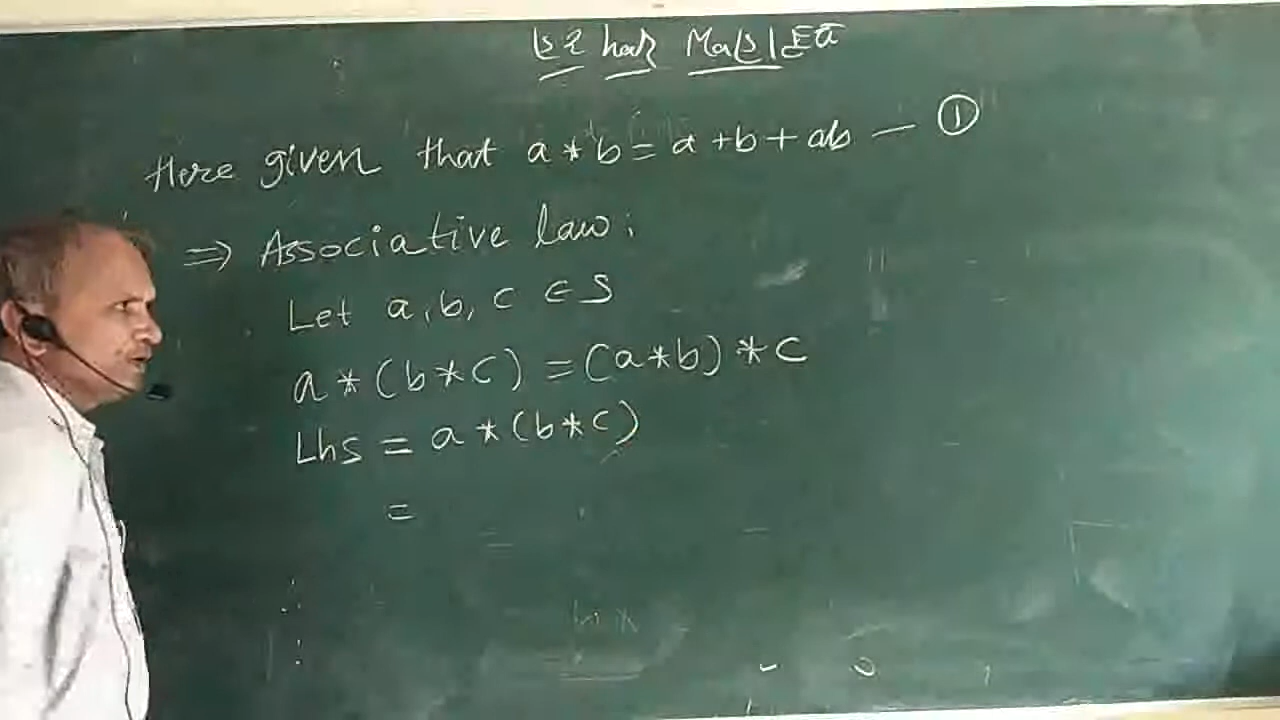 Here given that a * b = a + b + ab — ①
⇒ Associative law:
Let a, b, c ∈ S
a * (b * c) = (a * b) * c
Lhs = a * (b * c)
=